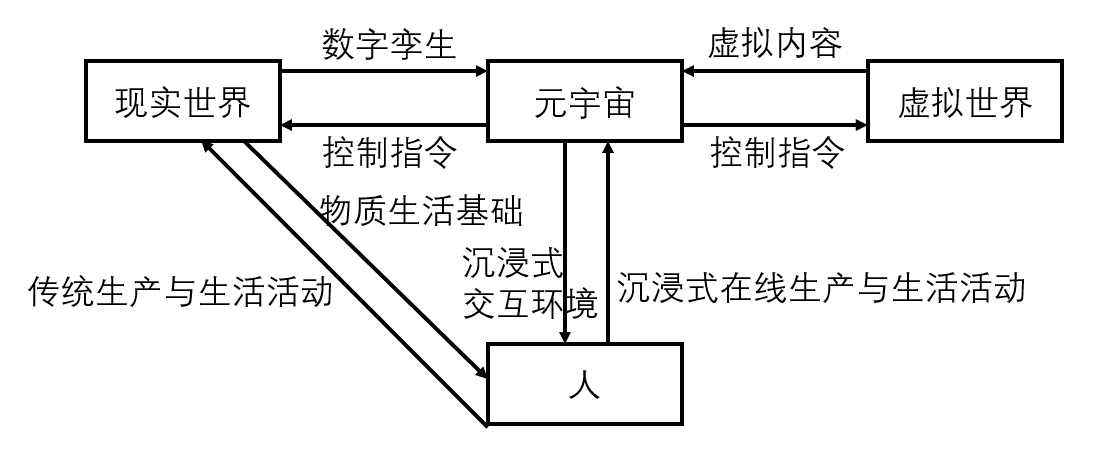 数字孪生
虚拟内容
现实世界
元宇宙
虚拟世界
控制指令
控制指令
物质生活基础
沉浸式
交互环境
传统生产与生活活动
沉浸式在线生产与生活活动
人